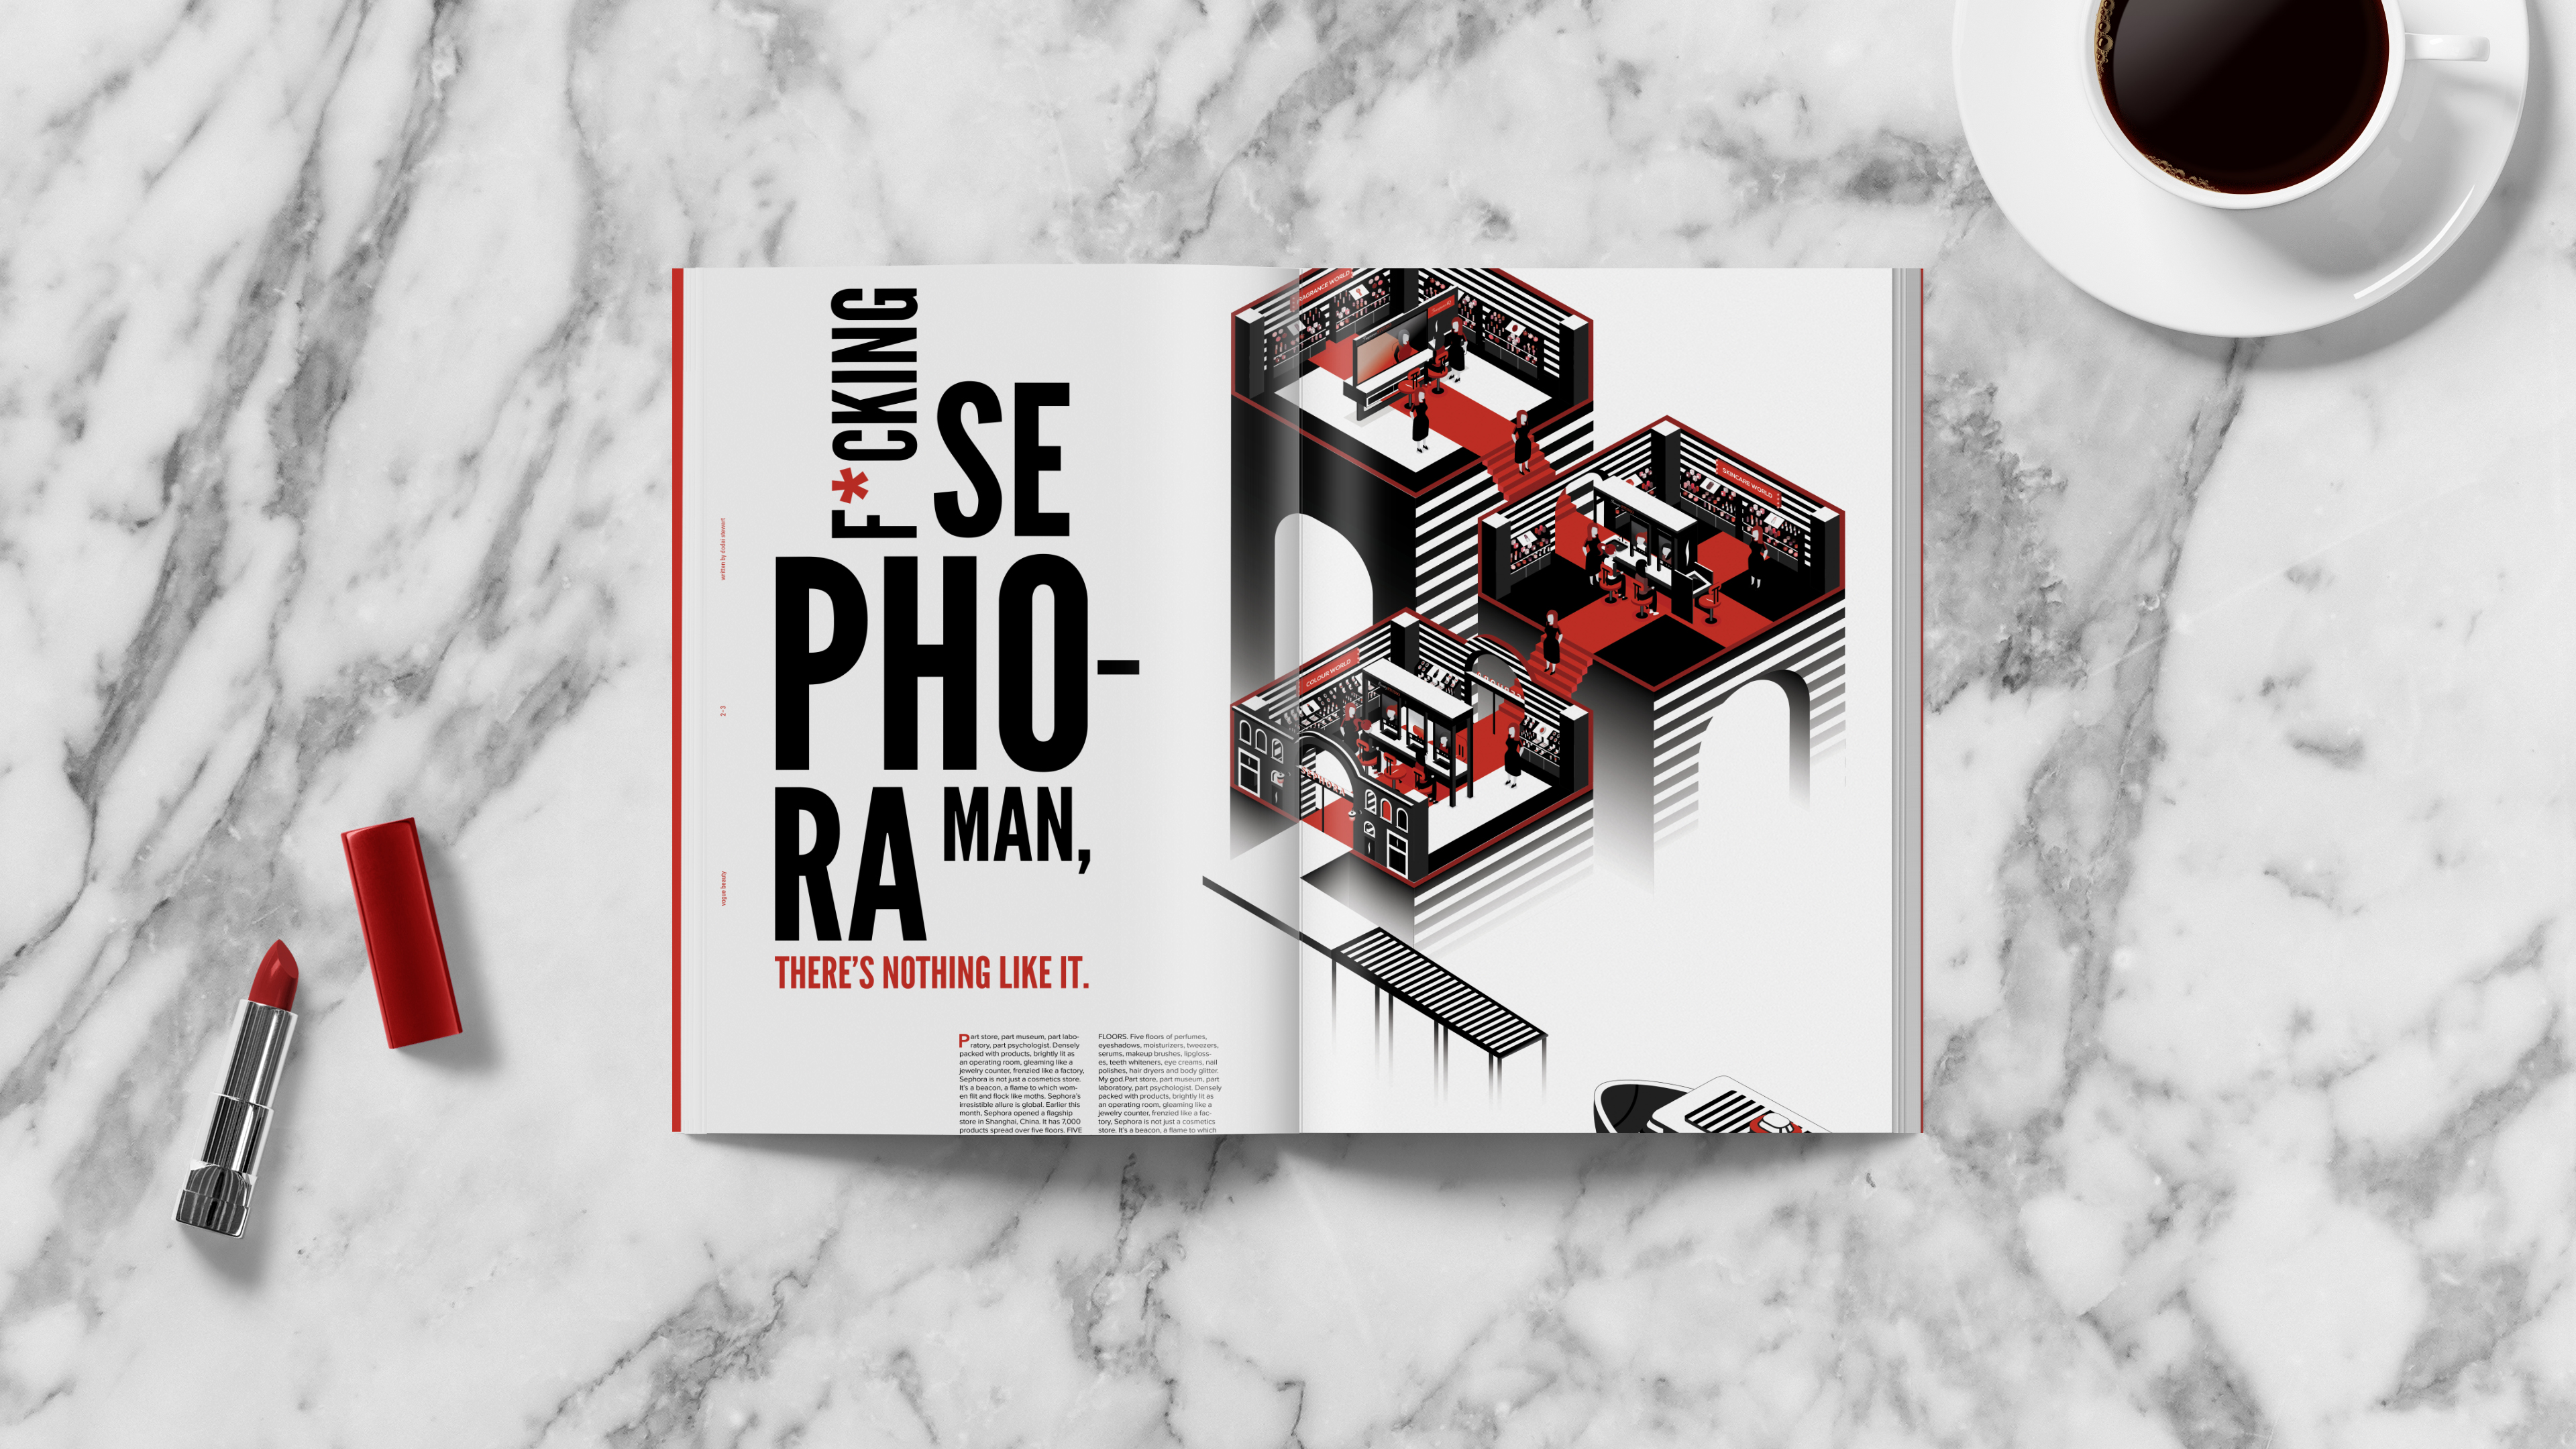 F*CKING
SE
PHO-
RA MAN,
THERE'S NOTHING LIKE IT.
written by dodai stewart
2 - 3
vogue beauty
Part store, part museum, part labo-
ratory, part psychologist. Densely
packed with products, brightly lit as
an operating room, gleaming like a
jewelry counter, frenzied like a factory,
Sephora is not just a cosmetics store.
It's a beacon, a flame to which wom-
en flit and flock like moths. Sephora's
irresistible allure is global. Earlier this
month, Sephora opened a flagship
store in Shanghai, China. It has 7,000
products spread over five floors. FIVE
FLOORS. Five floors of perfumes,
eyeshadows, moisturizers, tweezers,
serums, makeup brushes, lipgloss-
es, teeth whiteners, eye creams, nail
polishes, hair dryers and body glitter.
My god.Part store, part museum, part
laboratory, part psychologist. Densely
packed with products, brightly lit as
an operating room, gleaming like a
jewelry counter, frenzied like a fac-
tory, Sephora is not just a cosmetics
store. It's a beacon, a flame to which
FRAGRANCE WORLD
SKINCARE WORLD
COLOUR WORLD
SEPHORA